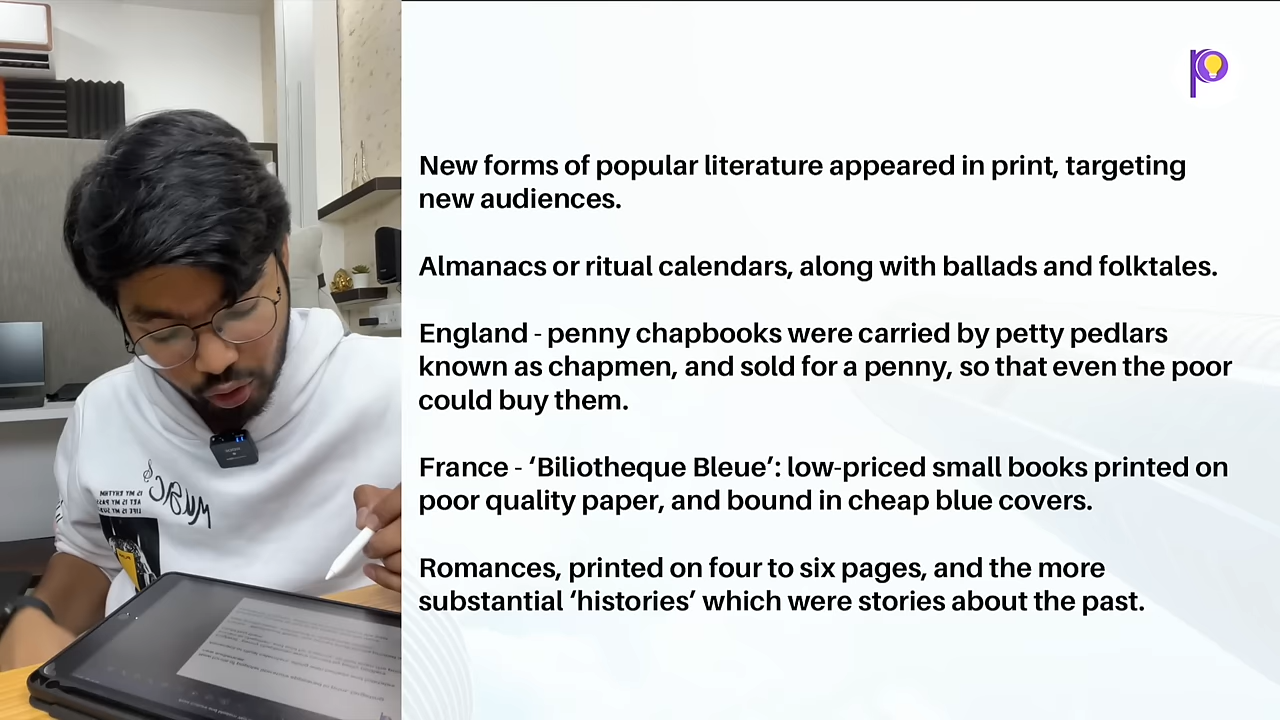 New forms of popular literature appeared in print, targeting
new audiences.
Almanacs or ritual calendars, along with ballads and folktales.
England - penny chapbooks were carried by petty pedlars
known as chapmen, and sold for a penny, so that even the poor
could buy them.
France - ‘Biliotheque Bleue’: low-priced small books printed on
poor quality paper, and bound in cheap blue covers.
Romances, printed on four to six pages, and the more
substantial ‘histories’ which were stories about the past.
MUSIC